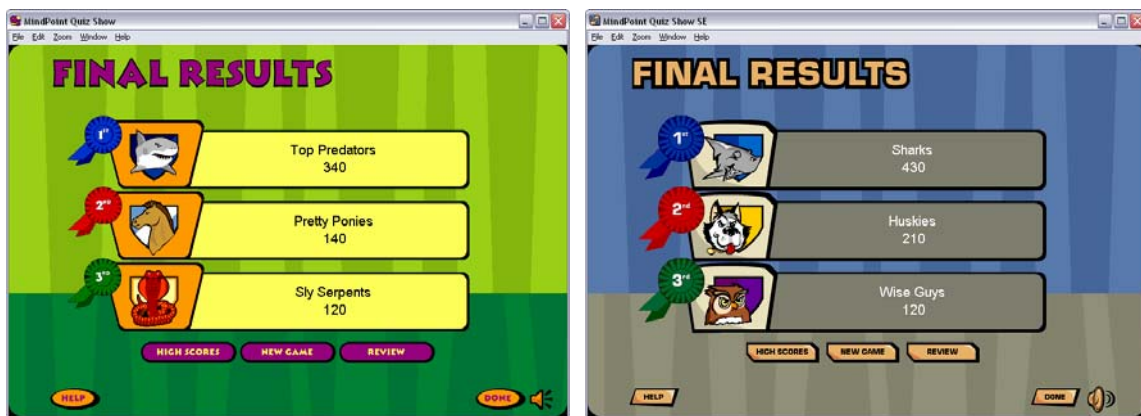 MindPoint Quiz Show
File Edit Zoom Window Help
FINAL RESULTS
1st
Top Predators
340
2nd
Pretty Ponies
140
3rd
Sly Serpents
120
HIGH SCORES NEW GAME REVIEW
HELP DONE
MindPoint Quiz Show SE
File Edit Zoom Window Help
FINAL RESULTS
1st
Sharks
430
2rd
Huskies
210
3rd
Wise Guys
120
HIGH SCORES NEW GAME REVIEW
HELP DONE